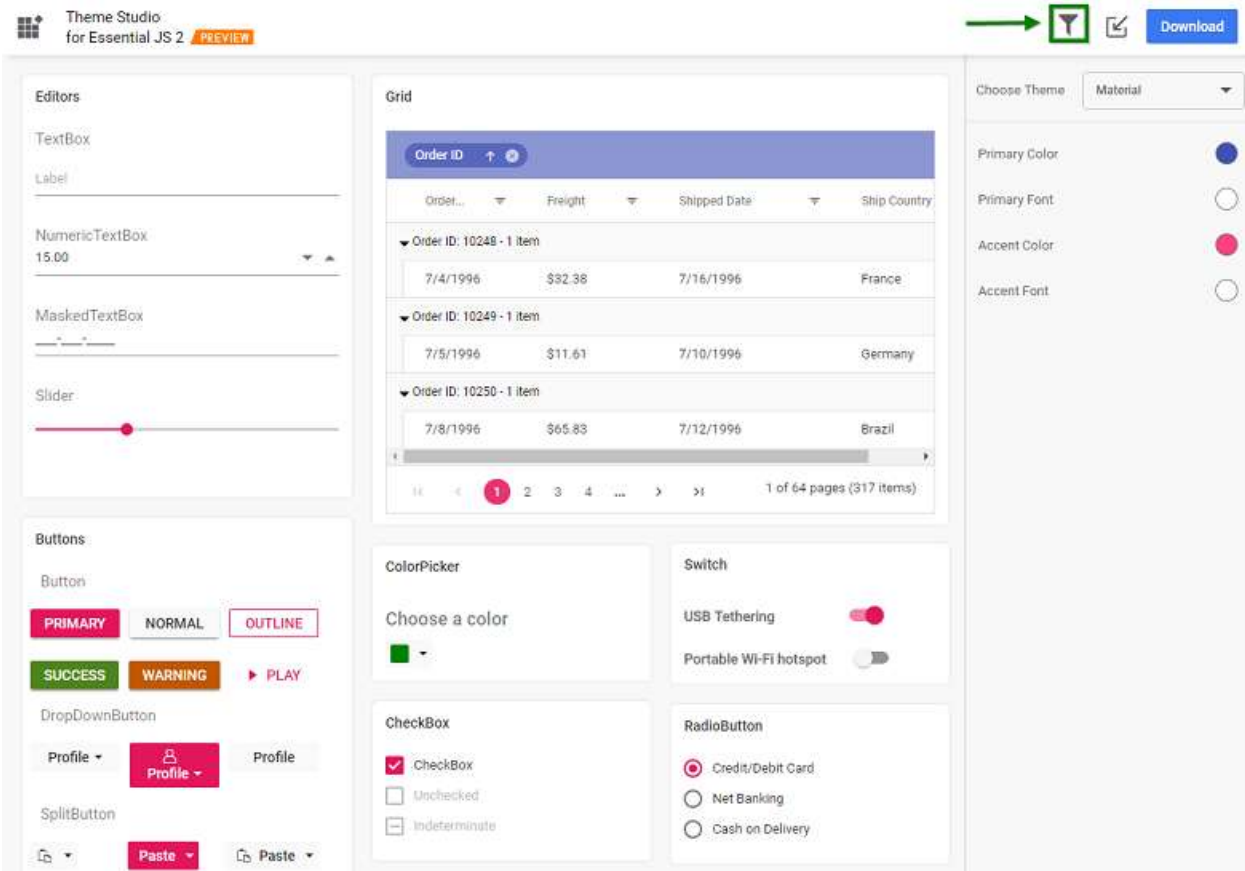 Theme Studio
for Essential JS 2 PREVIEW
Download
Editors
TextBox
Label
NumericTextBox
15.00
MaskedTextBox
___-___-____
Slider
Grid
Order ID
Order... Freight Shipped Date Ship Country
Order ID: 10248 - 1 item
7/4/1996 $32.38 7/16/1996 France
Order ID: 10249 - 1 item
7/5/1996 $11.61 7/10/1996 Germany
Order ID: 10250 - 1 item
7/8/1996 $65.83 7/12/1996 Brazil
1 2 3 4 ... 1 of 64 pages (317 items)
Choose Theme Material
Primary Color
Primary Font
Accent Color
Accent Font
Buttons
Button
PRIMARY NORMAL OUTLINE
SUCCESS WARNING PLAY
DropDownButton
Profile Profile Profile
SplitButton
Paste Paste
ColorPicker
Choose a color
Switch
USB Tethering
Portable Wi-Fi hotspot
CheckBox
CheckBox
Unchecked
Indeterminate
RadioButton
Credit/Debit Card
Net Banking
Cash on Delivery